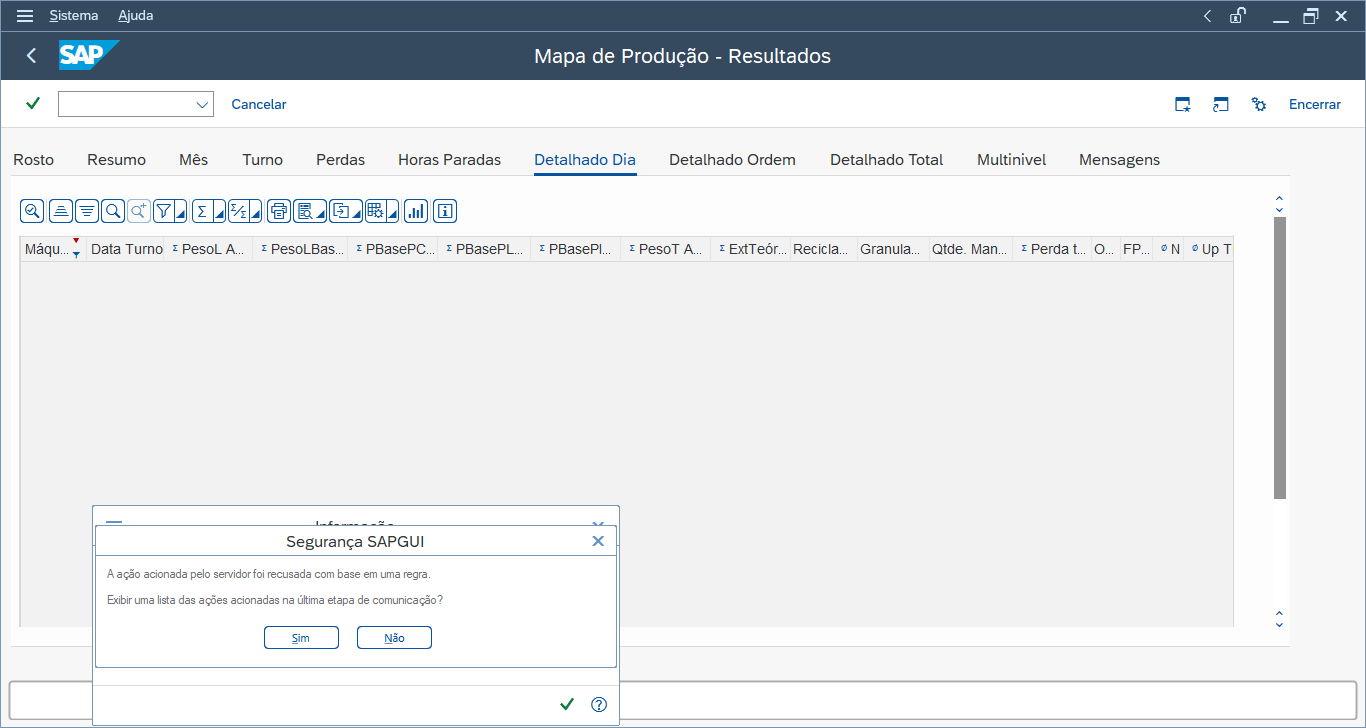 Sistema Ajuda
SAP Mapa de Produção - Resultados
Cancelar Encerrar
Rosto Resumo Mês Turno Perdas Horas Paradas Detalhado Dia Detalhado Ordem Detalhado Total Multinivel Mensagens
Máqu... Data Turno Σ PesoL A... Σ PesoLBas... Σ PBasePC... Σ PBasePL... Σ PBasePl... Σ PesoT A... Σ ExtTeór... Recicla... Granula... Qtde. Man... Σ Perda t... O... FP... Ø N Ø Up T
Informação
Segurança SAPGUI
A ação acionada pelo servidor foi recusada com base em uma regra.
Exibir uma lista das ações acionadas na última etapa de comunicação?
Sim Não